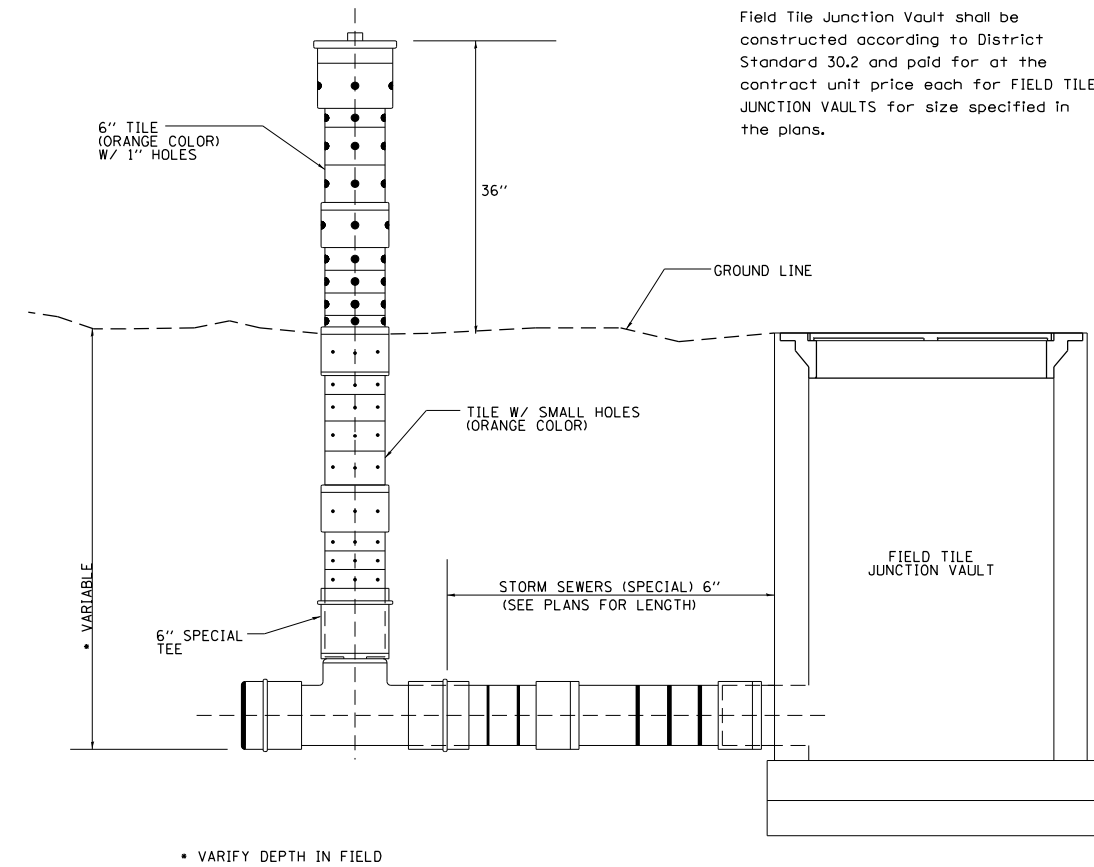 Field Tile Junction Vault shall be
constructed according to District
Standard 30.2 and paid for at the
contract unit price each for FIELD TILE
JUNCTION VAULTS for size specified in
the plans.
6" TILE
(ORANGE COLOR)
W/ 1" HOLES
36"
GROUND LINE
TILE W/ SMALL HOLES
(ORANGE COLOR)
FIELD TILE
JUNCTION VAULT
* VARIABLE
STORM SEWERS (SPECIAL) 6"
(SEE PLANS FOR LENGTH)
6" SPECIAL
TEE
* VARIFY DEPTH IN FIELD